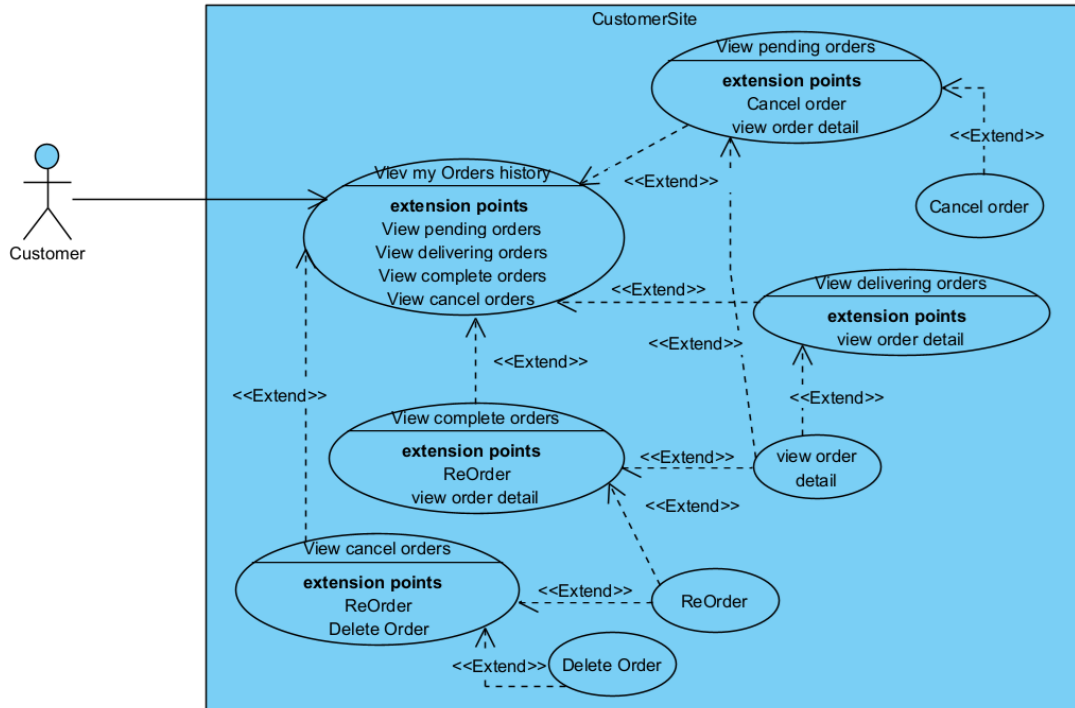 CustomerSite
View pending orders
extension points
Cancel order
view order detail
<<Extend>>
Cancel order
<<Extend>>
Viev my Orders history
extension points
View pending orders
View delivering orders
View complete orders
View cancel orders
Customer
<<Extend>>
View delivering orders
extension points
view order detail
<<Extend>>
<<Extend>>
<<Extend>>
<<Extend>>
View complete orders
extension points
ReOrder
view order detail
<<Extend>>
view order
detail
<<Extend>>
View cancel orders
extension points
ReOrder
Delete Order
<<Extend>>
ReOrder
<<Extend>>
Delete Order